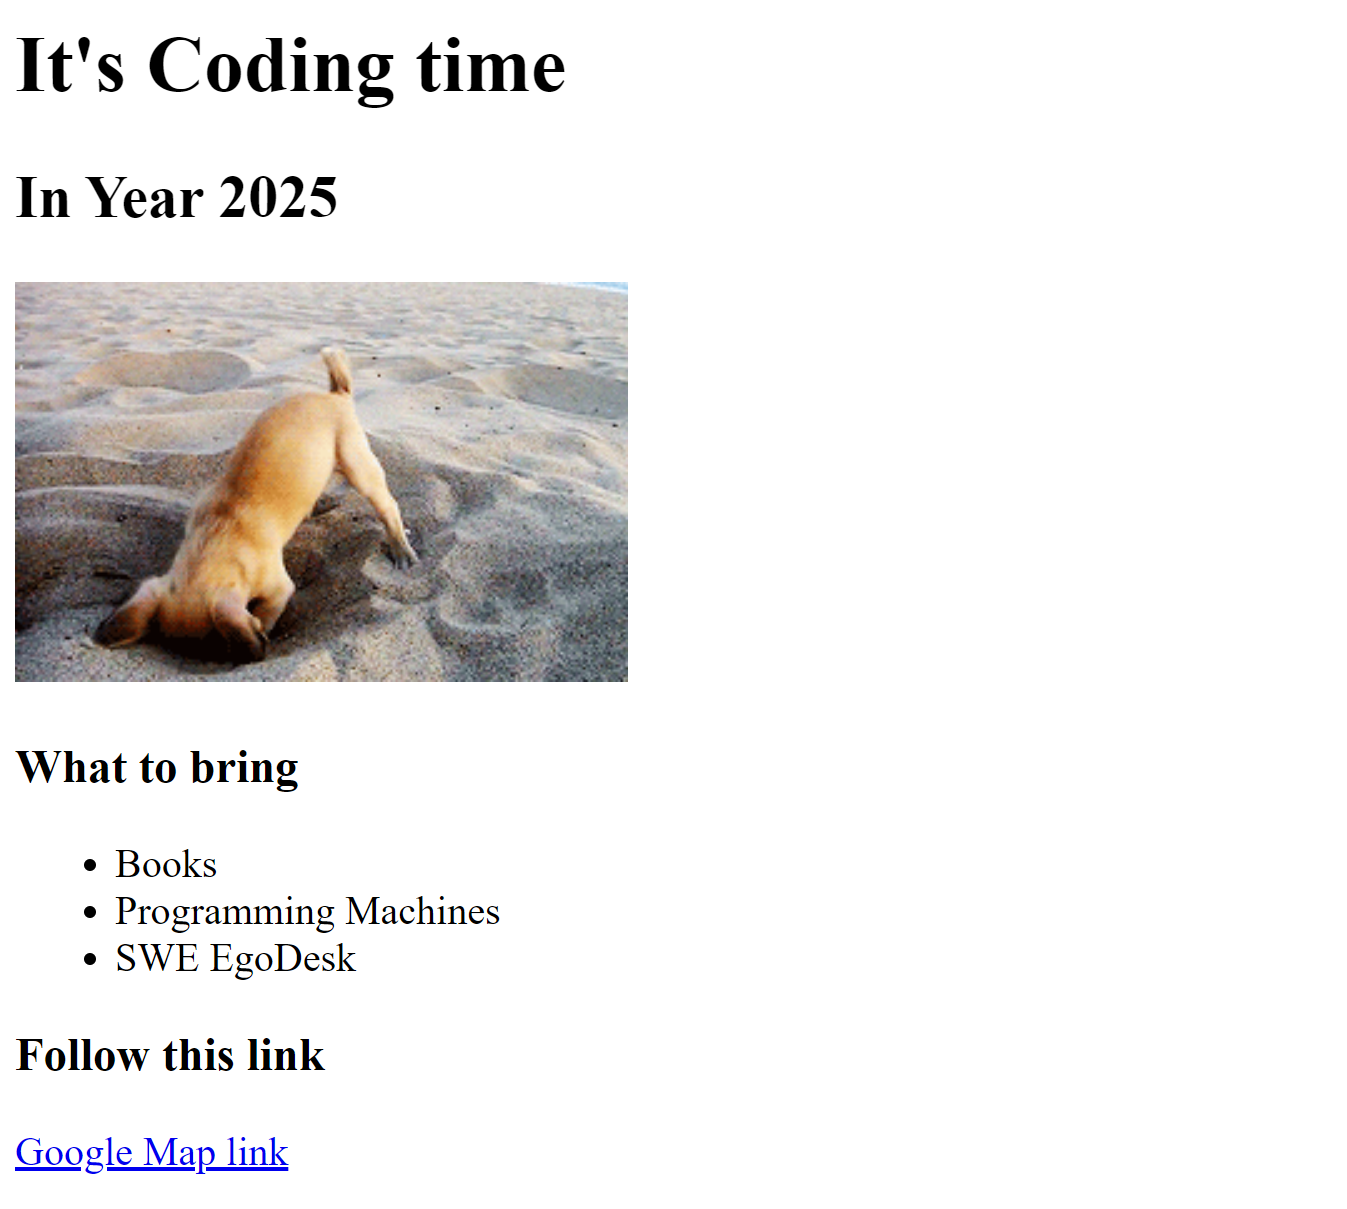 It's Coding time
In Year 2025
What to bring
Books
Programming Machines
SWE EgoDesk
Follow this link
Google Map link